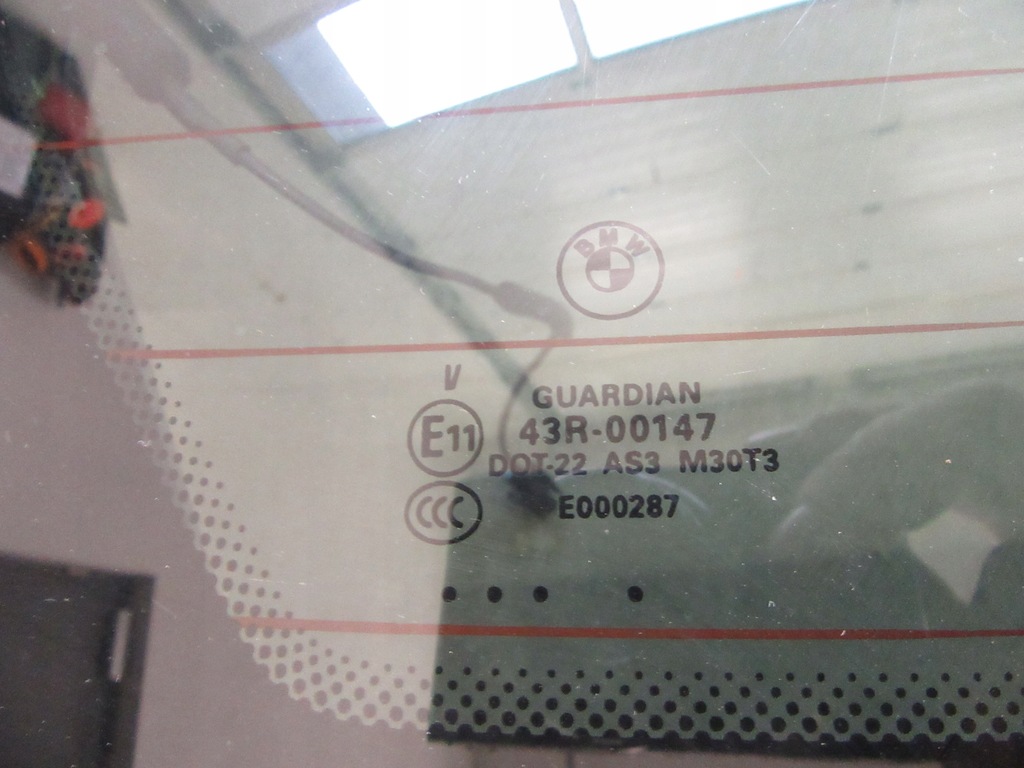 BMW
V
GUARDIAN
E11 43R-00147
DOT-22 AS3 M30T3
CCC E000287